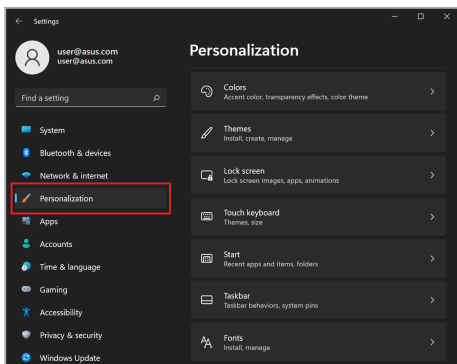 Settings
user@asus.com
user@asus.com
Find a setting
System
Bluetooth & devices
Network & internet
Personalization
Apps
Accounts
Time & language
Gaming
Accessibility
Privacy & security
Windows Update
Personalization
Colors
Accent color, transparency effects, color theme
Themes
Install, create, manage
Lock screen
Lock screen images, apps, animations
Touch keyboard
Themes, size
Start
Recent apps and items, folders
Taskbar
Taskbar behaviors, system pins
Fonts
Install, manage